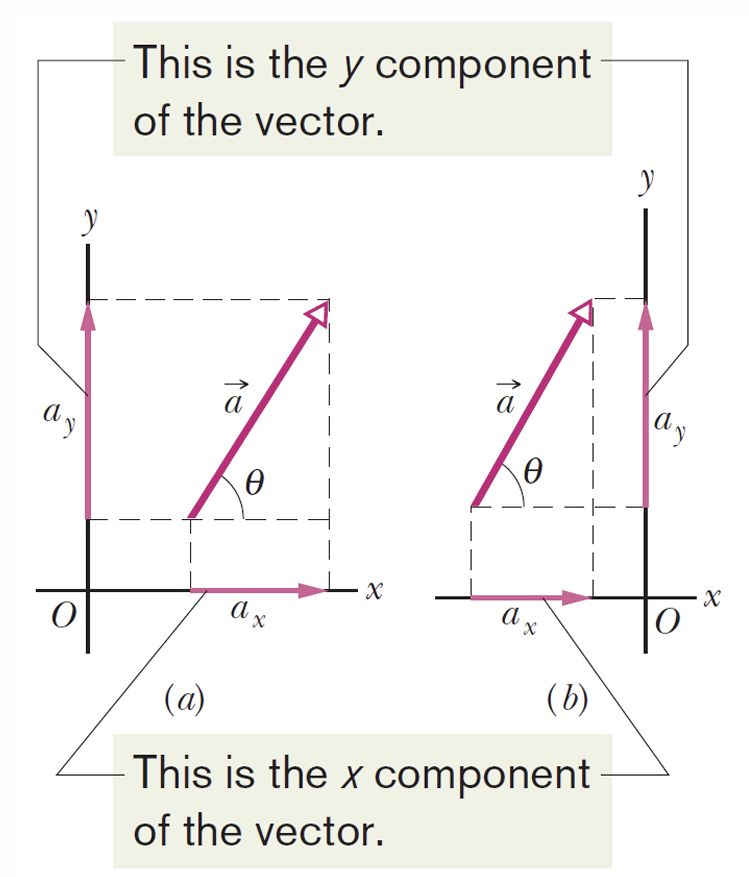 This is the y component
of the vector.
y
a⃗
θ
a_y
O
a_x
x
(a)
y
a⃗
θ
a_y
a_x
O
x
(b)
This is the x component
of the vector.